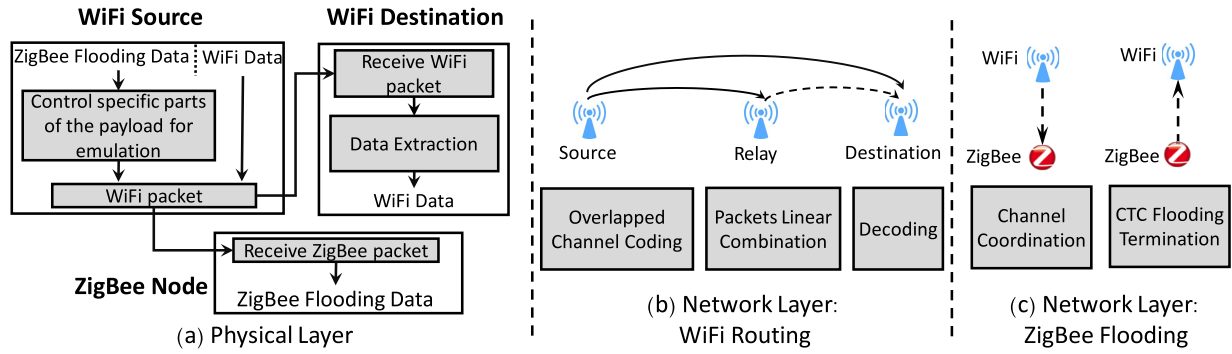 WiFi Source
ZigBee Flooding Data
WiFi Data
Control specific parts
of the payload for
emulation
WiFi packet
WiFi Destination
Receive WiFi
packet
Data Extraction
WiFi Data
ZigBee Node
Receive ZigBee packet
ZigBee Flooding Data
(a) Physical Layer
Source
Relay
Destination
Overlapped
Channel Coding
Packets Linear
Combination
Decoding
(b) Network Layer:
WiFi Routing
WiFi
ZigBee
Z
WiFi
ZigBee
Z
Channel
Coordination
CTC Flooding
Termination
(c) Network Layer:
ZigBee Flooding